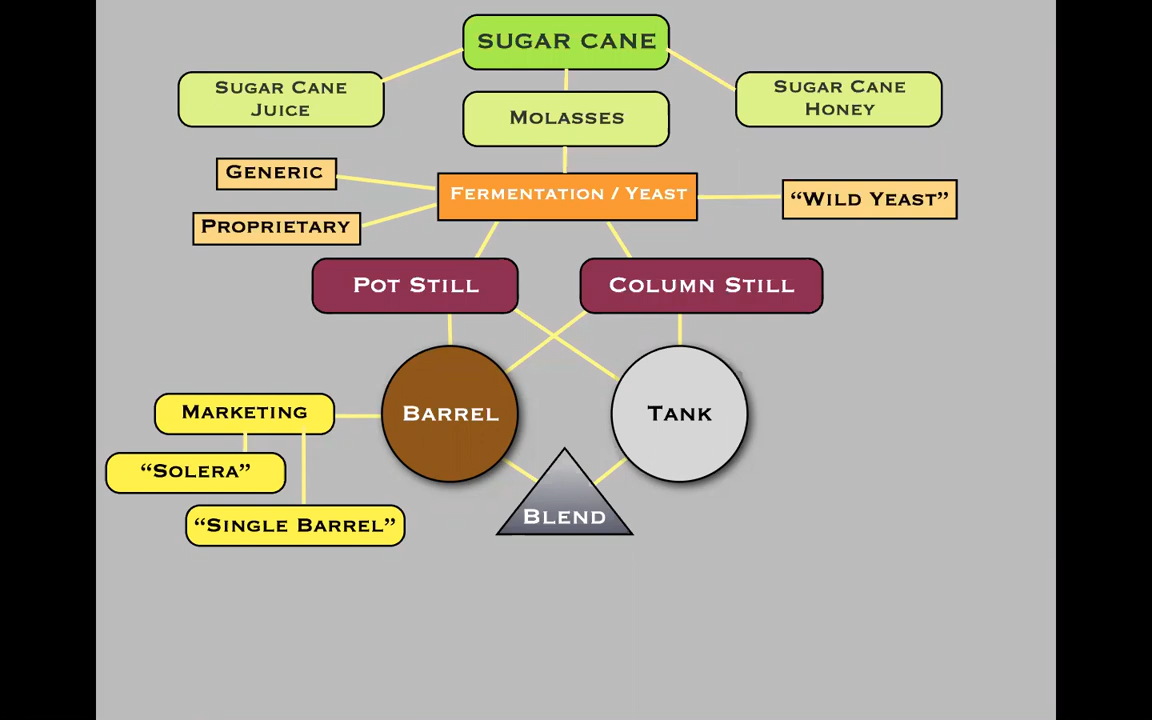 SUGAR CANE
SUGAR CANE
JUICE
MOLASSES
SUGAR CANE
HONEY
GENERIC
PROPRIETARY
FERMENTATION / YEAST
“WILD YEAST”
POT STILL
COLUMN STILL
BARREL
TANK
MARKETING
“SOLERA”
“SINGLE BARREL”
BLEND